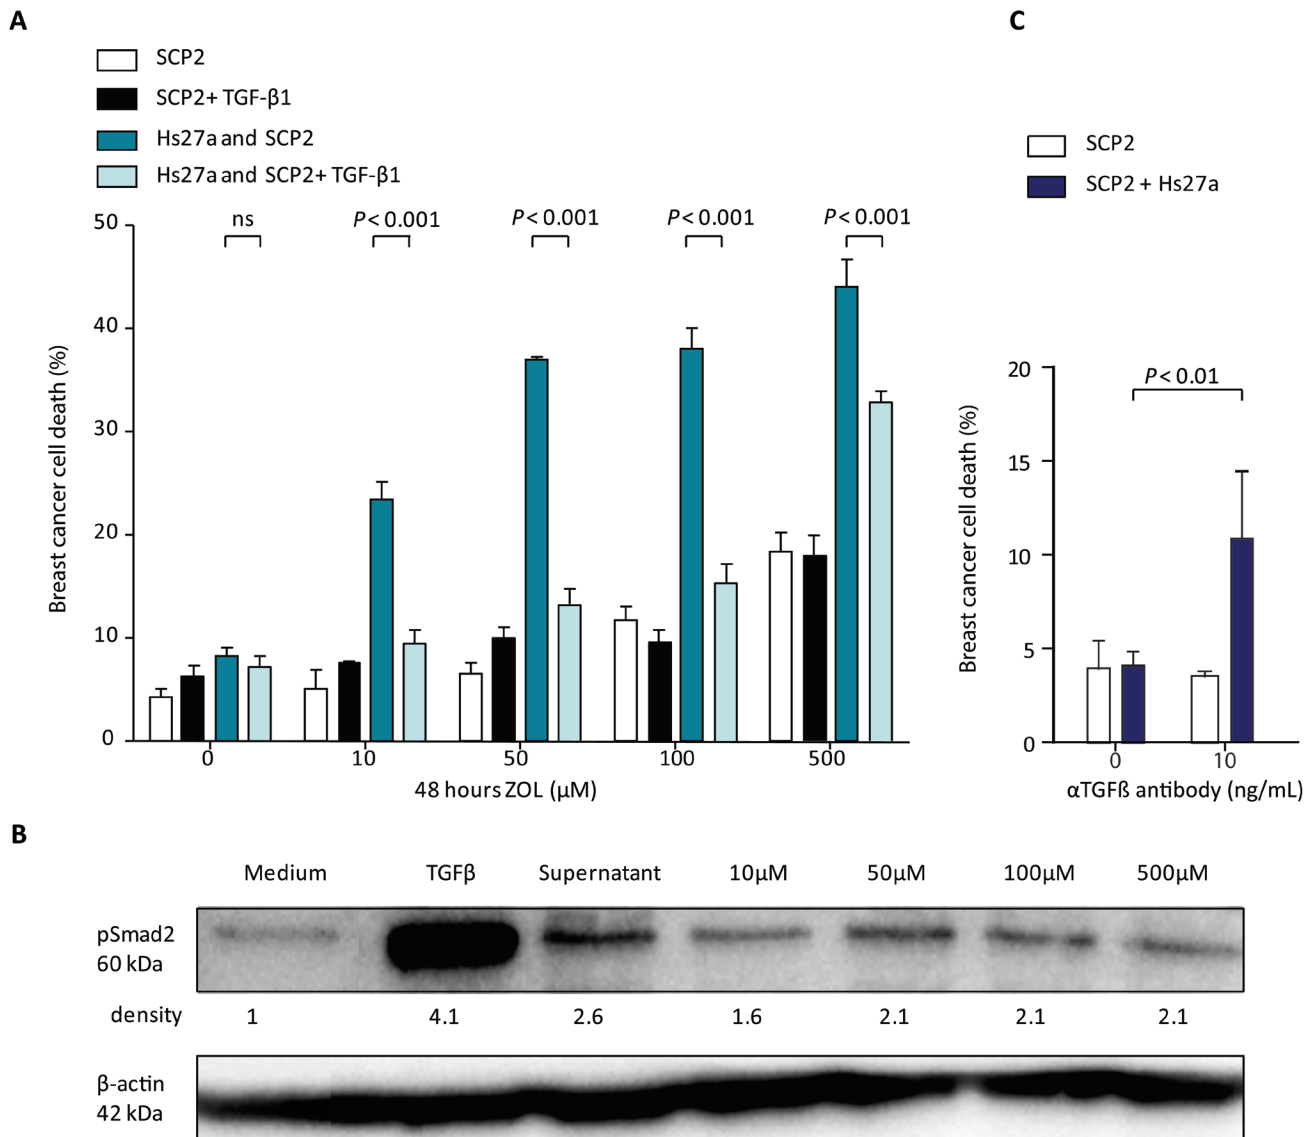 A
SCP2
SCP2+ TGF-β1
Hs27a and SCP2
Hs27a and SCP2+ TGF-β1
50
40
30
20
10
0
Breast cancer cell death (%)
ns
P< 0.001
P< 0.001
P< 0.001
P< 0.001
0
10
50
100
500
48 hours ZOL (μM)
C
SCP2
SCP2 + Hs27a
20
15
10
5
0
Breast cancer cell death (%)
P< 0.01
0
10
αTGFß antibody (ng/mL)
B
Medium TGFβ Supernatant 10μM 50μM 100μM 500μM
pSmad2
60 kDa
density 1 4.1 2.6 1.6 2.1 2.1 2.1
β-actin
42 kDa